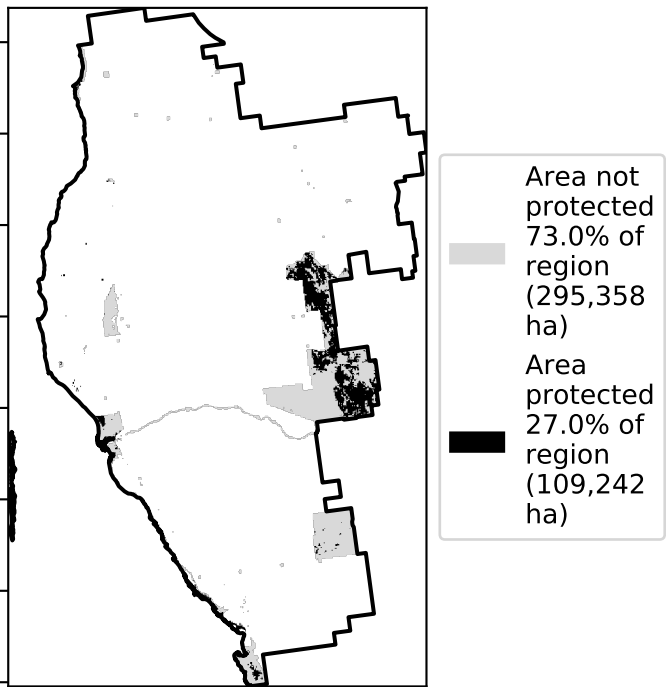 Area not
protected
73.0% of
region
(295,358
ha)
Area
protected
27.0% of
region
(109,242
ha)